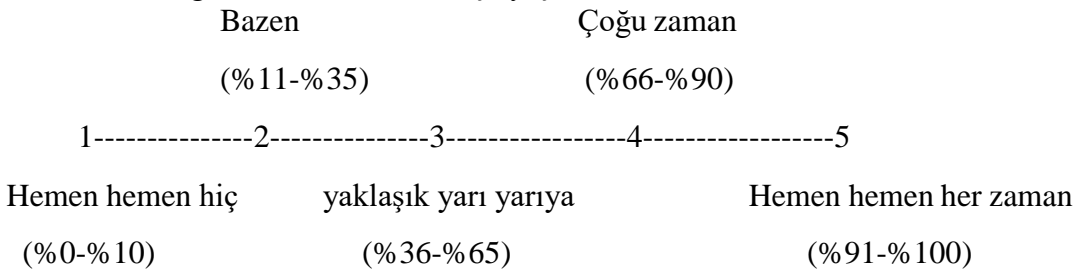 Bazen Çoğu zaman
(%11-%35) (%66-%90)
1---------------2---------------3-----------------4------------------5
Hemen hemen hiç yaklaşık yarı yarıya Hemen hemen her zaman
(%0-%10) (%36-%65) (%91-%100)